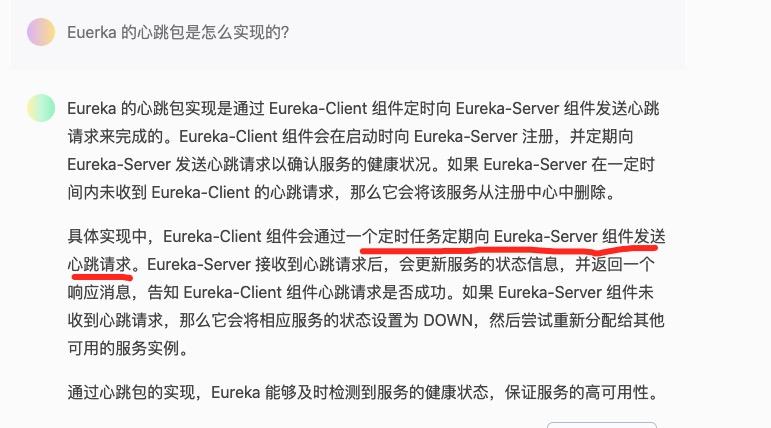 Euerka 的心跳包是怎么实现的?
Eureka 的心跳包实现是通过 Eureka-Client 组件定时向 Eureka-Server 组件发送心跳
请求来完成的。Eureka-Client 组件会在启动时向 Eureka-Server 注册，并定期向
Eureka-Server 发送心跳请求以确认服务的健康状况。如果 Eureka-Server 在一定时
间内未收到 Eureka-Client 的心跳请求，那么它会将该服务从注册中心中删除。
具体实现中，Eureka-Client 组件会通过一个定时任务定期向 Eureka-Server 组件发送
心跳请求。Eureka-Server 接收到心跳请求后，会更新服务的状态信息，并返回一个
响应消息，告知 Eureka-Client 组件心跳请求是否成功。如果 Eureka-Server 组件未
收到心跳请求，那么它会将相应服务的状态设置为 DOWN，然后尝试重新分配给其他
可用的服务实例。
通过心跳包的实现，Eureka 能够及时检测到服务的健康状态，保证服务的高可用性。